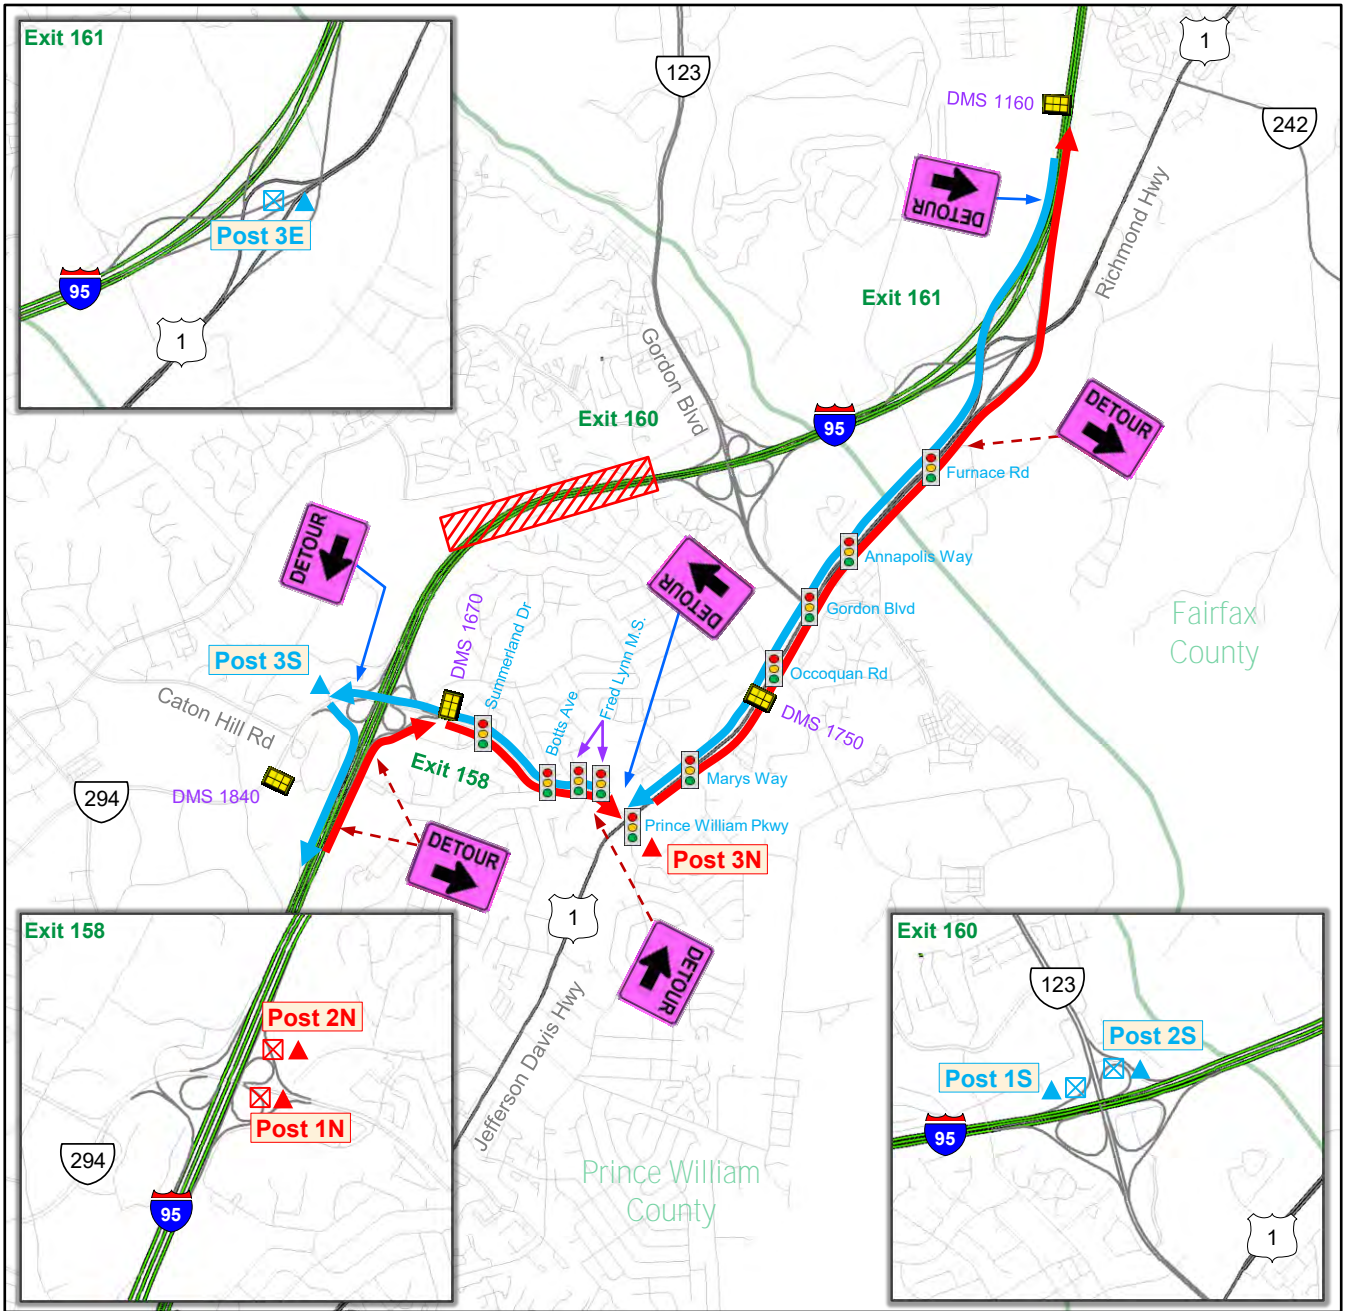 Exit 161
Post 3E
95
1
123
1
242
DMS 1160
DETOUR
Richmond Hwy
Exit 161
Gordon Blvd
Exit 160
95
DETOUR
Furnace Rd
Annapolis Way
Gordon Blvd
Occoquan Rd
DMS 1750
Marys Way
Prince William Pkwy
Post 3N
DETOUR
DETOUR
Post 3S
Caton Hill Rd
DMS 1670
Summerland Dr
Botts Ave
Fred Lynn M.S.
Exit 158
294
DMS 1840
DETOUR
DETOUR
1
Jefferson Davis Hwy
Fairfax
County
Prince William
County
Exit 158
Post 2N
Post 1N
294
95
Exit 160
123
Post 2S
Post 1S
95
1